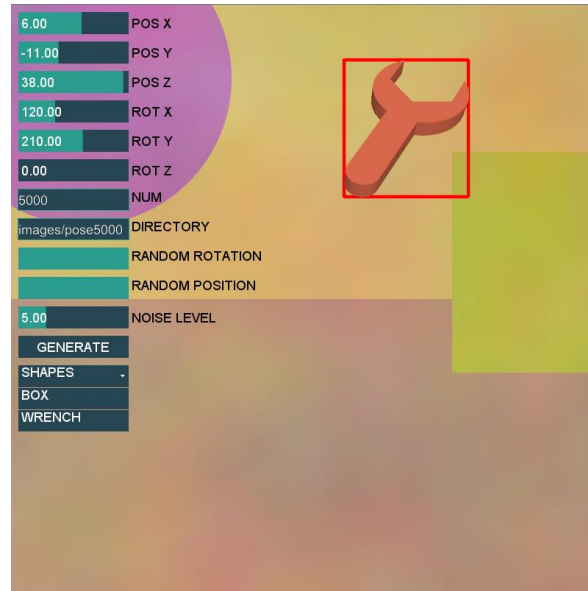 6.00 POS X
-11.00 POS Y
38.00 POS Z
120.00 ROT X
210.00 ROT Y
0.00 ROT Z
5000 NUM
images/pose5000 DIRECTORY
RANDOM ROTATION
RANDOM POSITION
5.00 NOISE LEVEL
GENERATE
SHAPES
BOX
WRENCH